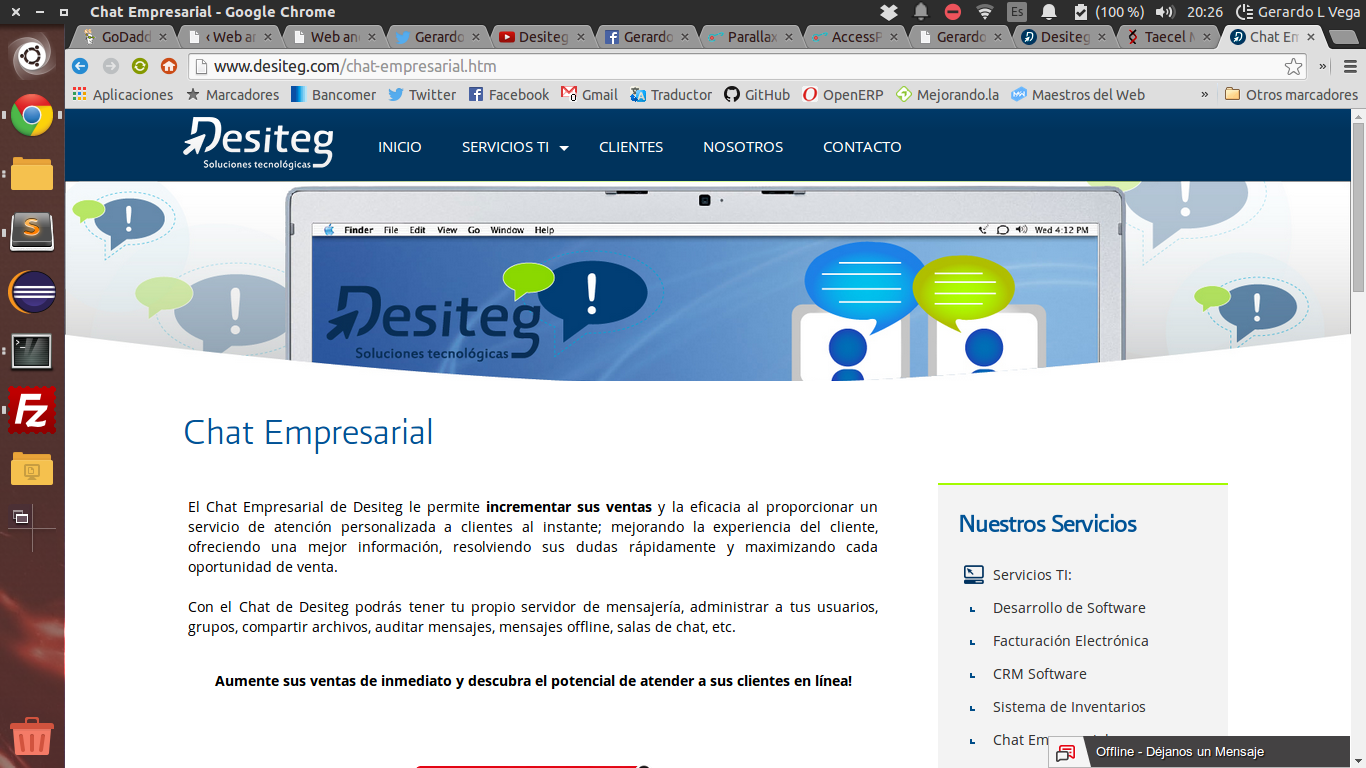 Chat Empresarial - Google Chrome
Es
(100 %)
20:26
Gerardo L Vega
GoDadd
‹ Web ar
Web and
Gerardo
Desiteg
Gerardo
Parallax
AccessP
Gerardo
Desiteg
Taecel M
Chat Em
www.desiteg.com/chat-empresarial.htm
»
Aplicaciones
Marcadores
Bancomer
Twitter
Facebook
Gmail
Traductor
GitHub
OpenERP
Mejorando.la
Maestros del Web
»
Otros marcadores
Desiteg
Soluciones tecnológicas
INICIO
SERVICIOS TI
CLIENTES
NOSOTROS
CONTACTO
Finder File Edit View Go Window Help
Wed 4:12 PM
Desiteg
Soluciones tecnológicas
Chat Empresarial
El Chat Empresarial de Desiteg le permite incrementar sus ventas y la eficacia al proporcionar un
servicio de atención personalizada a clientes al instante; mejorando la experiencia del cliente,
ofreciendo una mejor información, resolviendo sus dudas rápidamente y maximizando cada
oportunidad de venta.
Con el Chat de Desiteg podrás tener tu propio servidor de mensajería, administrar a tus usuarios,
grupos, compartir archivos, auditar mensajes, mensajes offline, salas de chat, etc.
Aumente sus ventas de inmediato y descubra el potencial de atender a sus clientes en línea!
Nuestros Servicios
Servicios TI:
Desarrollo de Software
Facturación Electrónica
CRM Software
Sistema de Inventarios
Chat Em
Offline - Déjanos un Mensaje